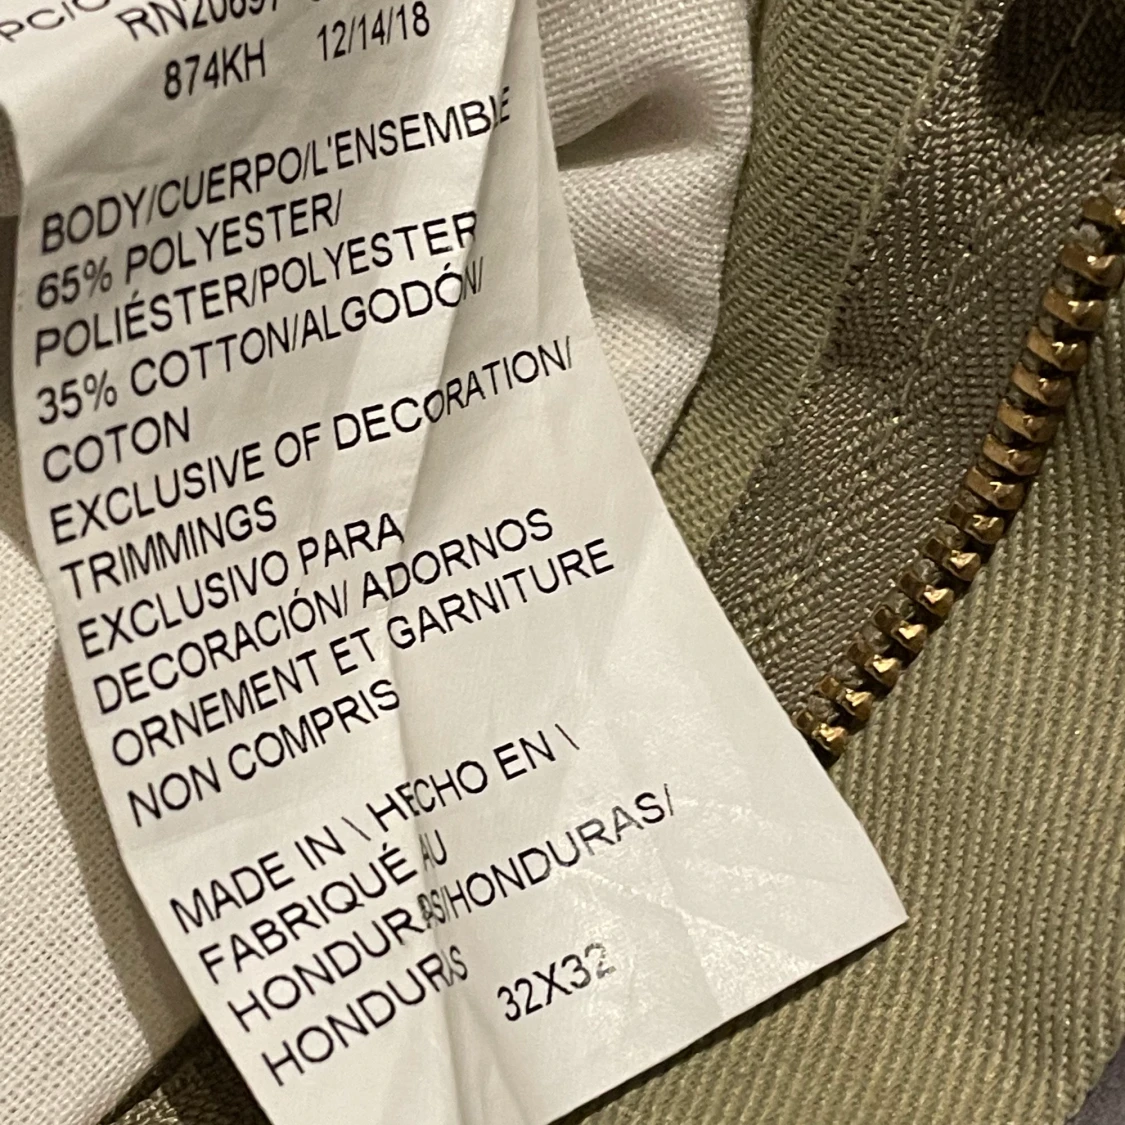 874KH 12/14/18
BODY/CUERPO/L'ENSEMBLE
65% POLYESTER/
POLIÉSTER/POLYESTER
35% COTTON/ALGODÓN/
COTON
EXCLUSIVE OF DECORATION/
TRIMMINGS
EXCLUSIVO PARA
DECORACIÓN/ ADORNOS
ORNEMENT ET GARNITURE
NON COMPRIS
MADE IN \ HECHO EN \
FABRIQUÉ AU
HONDURAS/HONDURAS/
HONDURAS
32X32